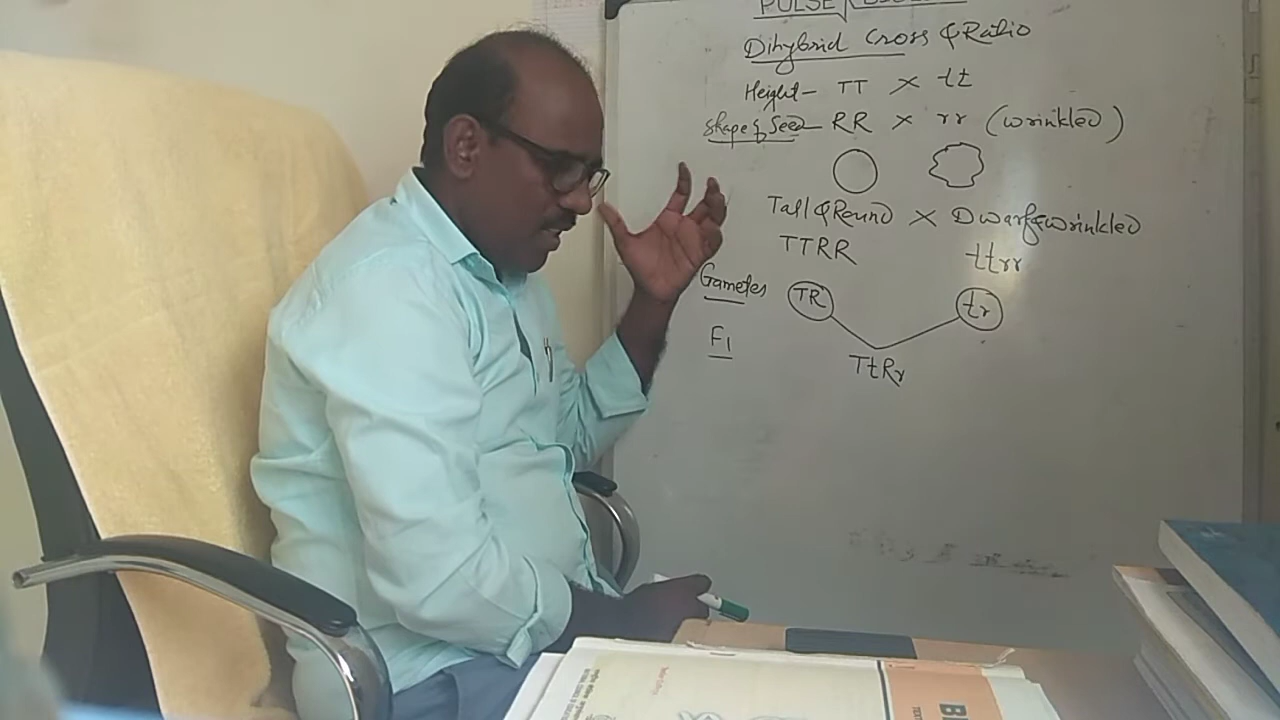 PULSE
Dihybrid Cross & Ratio
Height - TT × tt
Shape of Seed RR × rr (wrinkled)
Tall & Round × Dwarf & wrinkled
TTRR ttrr
Gametes TR tr
F1
TtRr